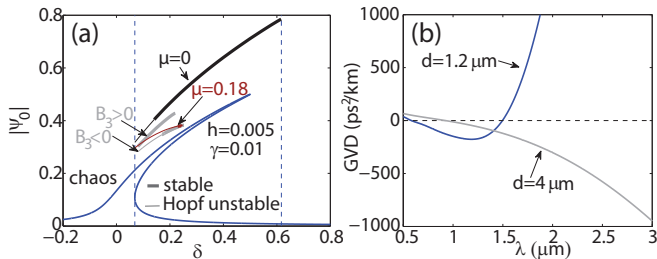 (a)
μ=0
μ=0.18
B₃>0
B₃<0
h=0.005
γ=0.01
chaos
stable
Hopf unstable
|Ψ₀|
0.8
0.6
0.4
0.2
0
−0.2 0 0.2 0.4 0.6 0.8
δ
(b)
d=1.2 μm
d=4 μm
GVD (ps²/km)
1000
500
0
−500
−1000
0.5 1 1.5 2 2.5 3
λ (μm)